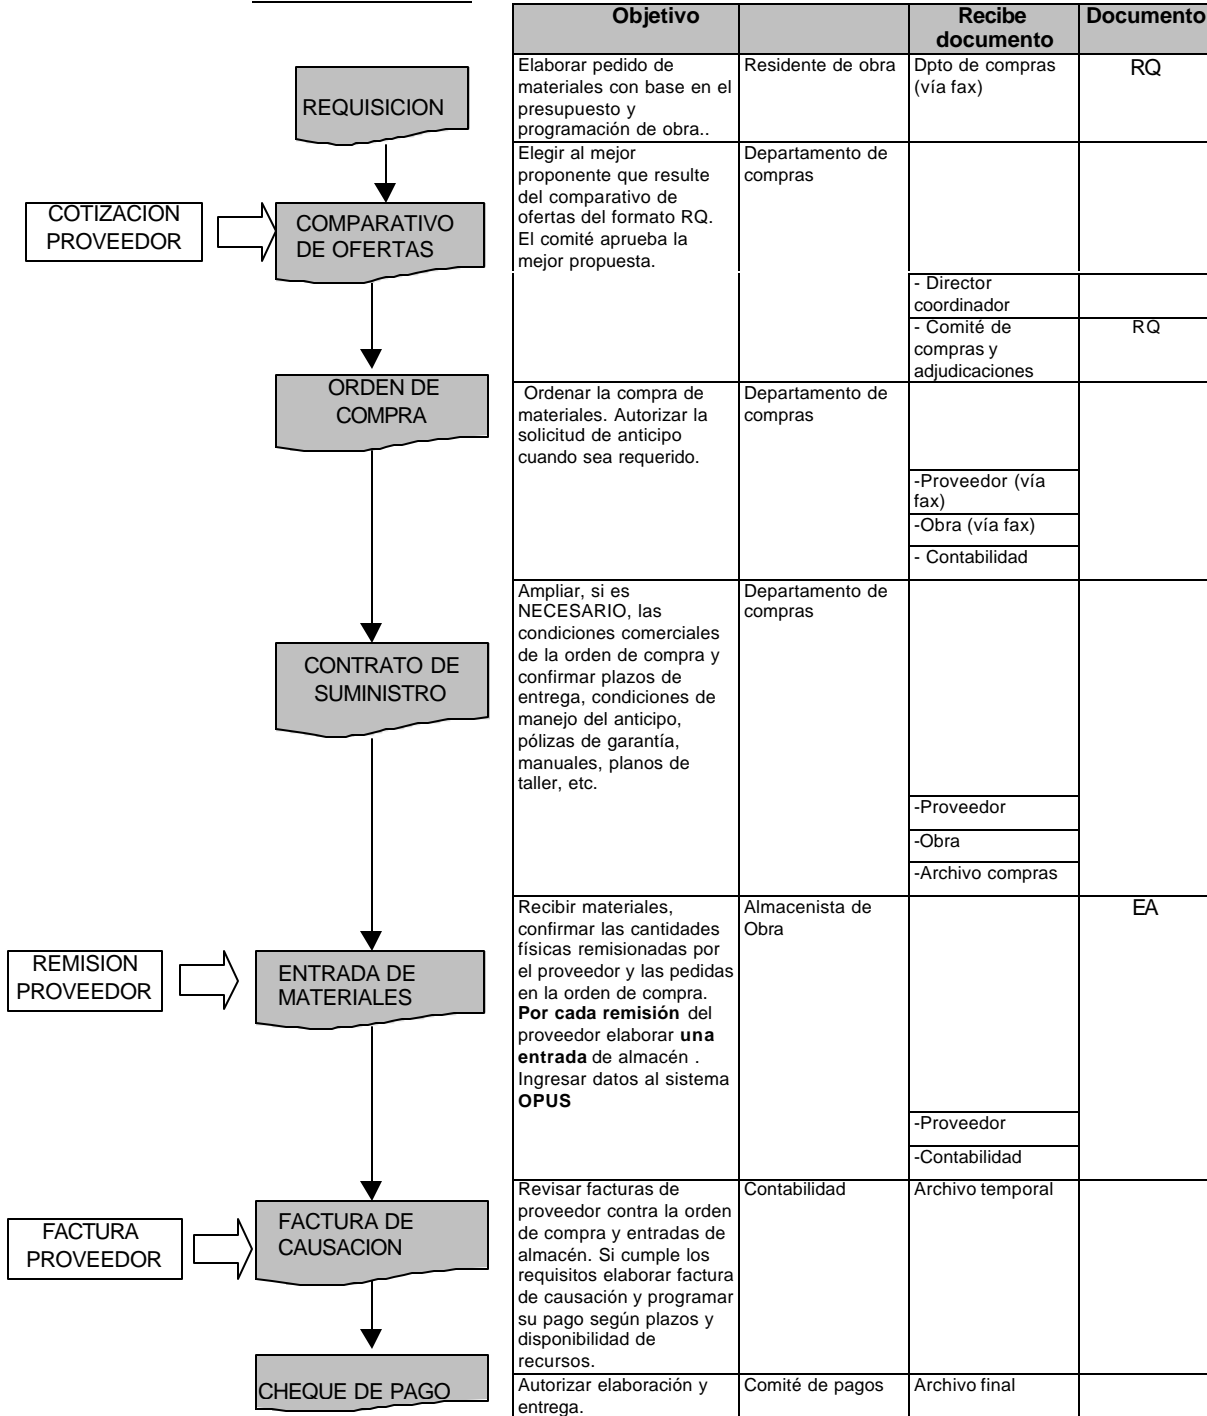 Objetivo
Recibe
documento
Documento
REQUISICION
Elaborar pedido de
materiales con base en el
presupuesto y
programación de obra..
Residente de obra
Dpto de compras
(vía fax)
RQ
COTIZACION
PROVEEDOR
COMPARATIVO
DE OFERTAS
Elegir al mejor
proponente que resulte
del comparativo de
ofertas del formato RQ.
El comité aprueba la
mejor propuesta.
Departamento de
compras
- Director
coordinador
- Comité de
compras y
adjudicaciones
RQ
ORDEN DE
COMPRA
Ordenar la compra de
materiales. Autorizar la
solicitud de anticipo
cuando sea requerido.
Departamento de
compras
-Proveedor (vía
fax)
-Obra (vía fax)
- Contabilidad
CONTRATO DE
SUMINISTRO
Ampliar, si es
NECESARIO, las
condiciones comerciales
de la orden de compra y
confirmar plazos de
entrega, condiciones de
manejo del anticipo,
pólizas de garantía,
manuales, planos de
taller, etc.
Departamento de
compras
-Proveedor
-Obra
-Archivo compras
REMISION
PROVEEDOR
ENTRADA DE
MATERIALES
Recibir materiales,
confirmar las cantidades
físicas remisionadas por
el proveedor y las pedidas
en la orden de compra.
Por cada remisión del
proveedor elaborar una
entrada de almacén .
Ingresar datos al sistema
OPUS
Almacenista de
Obra
EA
-Proveedor
-Contabilidad
FACTURA
PROVEEDOR
FACTURA DE
CAUSACION
Revisar facturas de
proveedor contra la orden
de compra y entradas de
almacén. Si cumple los
requisitos elaborar factura
de causación y programar
su pago según plazos y
disponibilidad de
recursos.
Contabilidad
Archivo temporal
CHEQUE DE PAGO
Autorizar elaboración y
entrega.
Comité de pagos
Archivo final